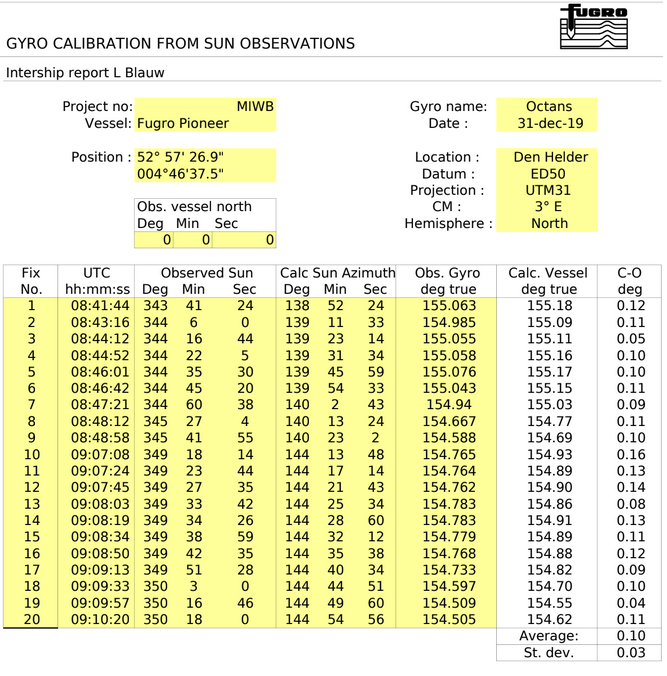 FUGRO
GYRO CALIBRATION FROM SUN OBSERVATIONS
Intership report L Blauw
Project no: MIWB Gyro name: Octans
Vessel: Fugro Pioneer Date : 31-dec-19
Position : 52° 57' 26.9" Location : Den Helder
004°46'37.5" Datum : ED50
Projection : UTM31
Obs. vessel north CM : 3° E
Deg Min Sec Hemisphere : North
0 0 0
Fix UTC Observed Sun Calc Sun Azimuth Obs. Gyro Calc. Vessel C-O
No. hh:mm:ss Deg Min Sec Deg Min Sec deg true deg true deg
1 08:41:44 343 41 24 138 52 24 155.063 155.18 0.12
2 08:43:16 344 6 0 139 11 33 154.985 155.09 0.11
3 08:44:12 344 16 44 139 23 14 155.055 155.11 0.05
4 08:44:52 344 22 5 139 31 34 155.058 155.16 0.10
5 08:46:01 344 35 30 139 45 59 155.076 155.17 0.10
6 08:46:42 344 45 20 139 54 33 155.043 155.15 0.11
7 08:47:21 344 60 38 140 2 43 154.94 155.03 0.09
8 08:48:12 345 27 4 140 13 24 154.667 154.77 0.11
9 08:48:58 345 41 55 140 23 2 154.588 154.69 0.10
10 09:07:08 349 18 14 144 13 48 154.765 154.93 0.16
11 09:07:24 349 23 44 144 17 14 154.764 154.89 0.13
12 09:07:45 349 27 35 144 21 43 154.762 154.90 0.14
13 09:08:03 349 33 42 144 25 34 154.783 154.86 0.08
14 09:08:19 349 34 26 144 28 60 154.783 154.91 0.13
15 09:08:34 349 38 59 144 32 12 154.779 154.89 0.11
16 09:08:50 349 42 35 144 35 38 154.768 154.88 0.12
17 09:09:13 349 51 28 144 40 34 154.733 154.82 0.09
18 09:09:33 350 3 0 144 44 51 154.597 154.70 0.10
19 09:09:57 350 16 46 144 49 60 154.509 154.55 0.04
20 09:10:20 350 18 0 144 54 56 154.505 154.62 0.11
Average: 0.10
St. dev. 0.03